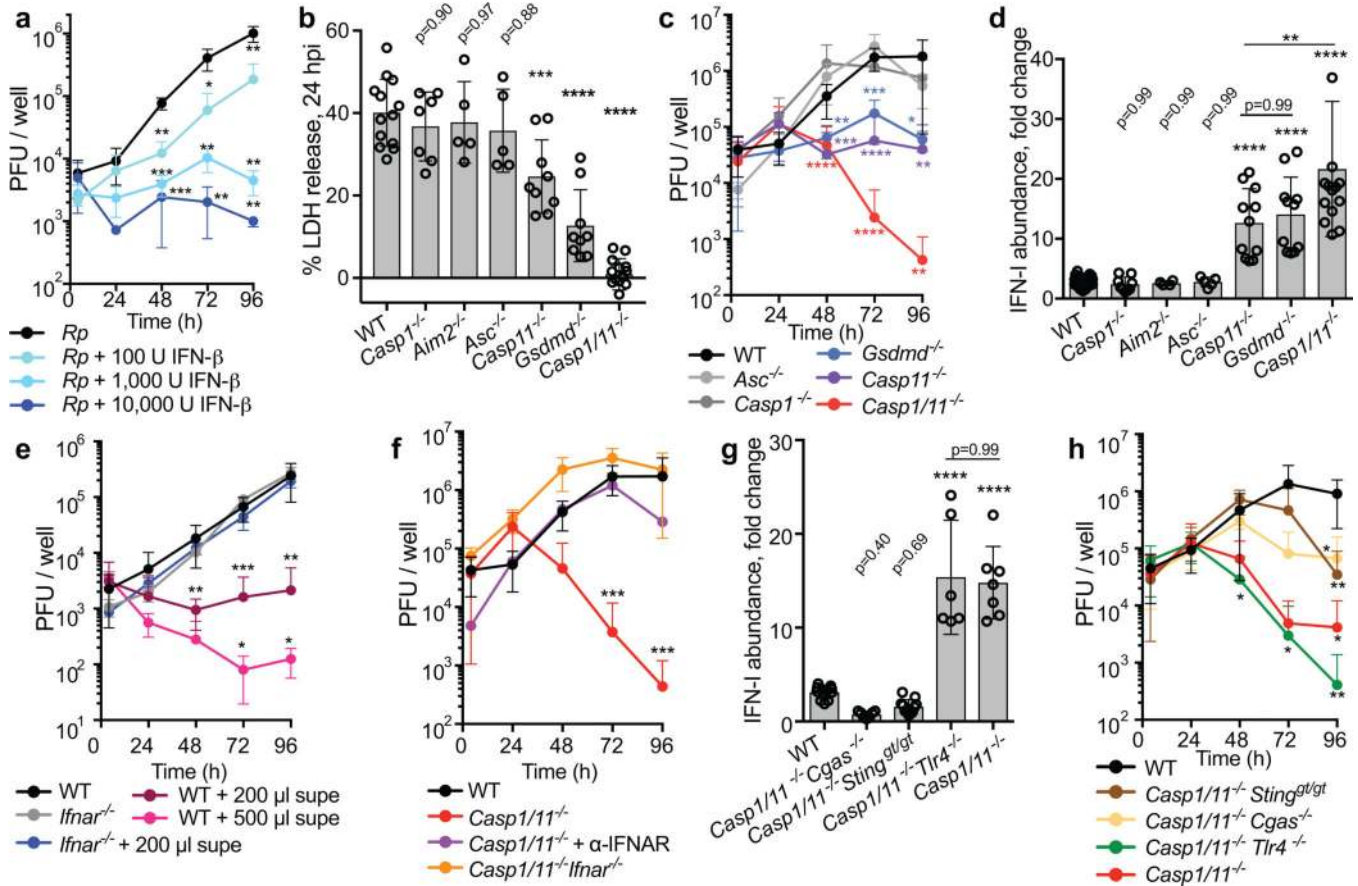 a
PFU / well
10^6
10^5
10^4
10^3
10^2
**
*
**
**
***
**
***
**
**
0 24 48 72 96
Time (h)
Rp
Rp + 100 U IFN-β
Rp + 1,000 U IFN-β
Rp + 10,000 U IFN-β
b
% LDH release, 24 hpi
60
40
20
0
p=0.90
p=0.97
p=0.88
***
****
****
WT
Casp1^-/-
Aim2^-/-
Asc^-/-
Casp11^-/-
Gsdmd^-/-
Casp1/11^-/-
c
PFU / well
10^7
10^6
10^5
10^4
10^3
10^2
***
**
*
***
****
****
**
****
**
0 24 48 72 96
Time (h)
WT
Asc^-/-
Casp1^-/-
Gsdmd^-/-
Casp11^-/-
Casp1/11^-/-
d
IFN-I abundance, fold change
40
20
0
p=0.99
p=0.99
p=0.99
**
****
p=0.99
****
****
WT
Casp1^-/-
Aim2^-/-
Asc^-/-
Casp11^-/-
Gsdmd^-/-
Casp1/11^-/-
e
PFU / well
10^6
10^5
10^4
10^3
10^2
10^1
**
***
**
*
*
0 24 48 72 96
Time (h)
WT
Ifnar^-/-
Ifnar^-/- + 200 µl supe
WT + 200 µl supe
WT + 500 µl supe
f
PFU / well
10^7
10^6
10^5
10^4
10^3
10^2
***
***
0 24 48 72 96
Time (h)
WT
Casp1/11^-/-
Casp1/11^-/- + α-IFNAR
Casp1/11^-/-Ifnar^-/-
g
IFN-I abundance, fold change
30
15
0
p=0.40
p=0.69
p=0.99
****
****
WT
Casp1/11^-/-Cgas^-/-
Casp1/11^-/-Sting^gt/gt
Casp1/11^-/-Tlr4^-/-
Casp1/11^-/-
h
PFU / well
10^7
10^6
10^5
10^4
10^3
10^2
*
**
*
*
*
**
0 24 48 72 96
Time (h)
WT
Casp1/11^-/- Sting^gt/gt
Casp1/11^-/- Cgas^-/-
Casp1/11^-/- Tlr4^-/-
Casp1/11^-/-